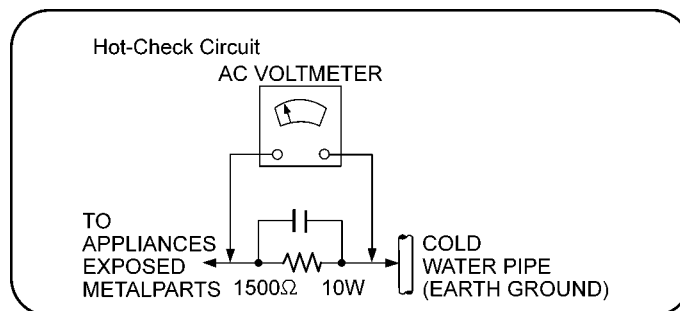 Hot-Check Circuit
AC VOLTMETER
TO
APPLIANCES
EXPOSED
METALPARTS
1500Ω
10W
COLD
WATER PIPE
(EARTH GROUND)